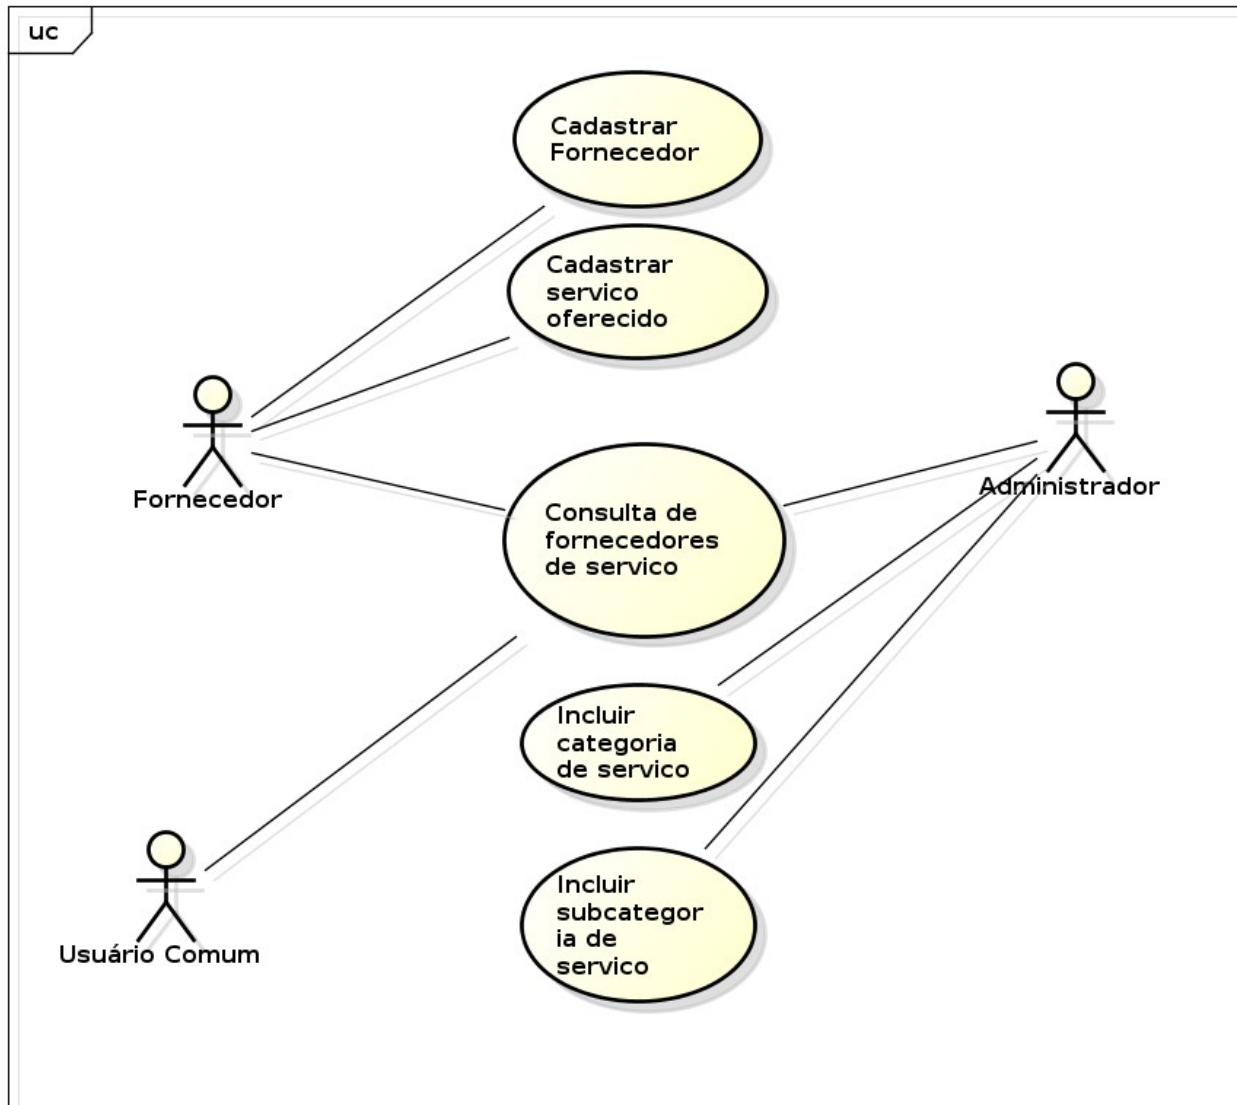 uc
Cadastrar
Fornecedor
Cadastrar
servico
oferecido
Fornecedor
Administrador
Consulta de
fornecedores
de servico
Incluir
categoria
de servico
Incluir
subcategor
ia de
servico
Usuário Comum